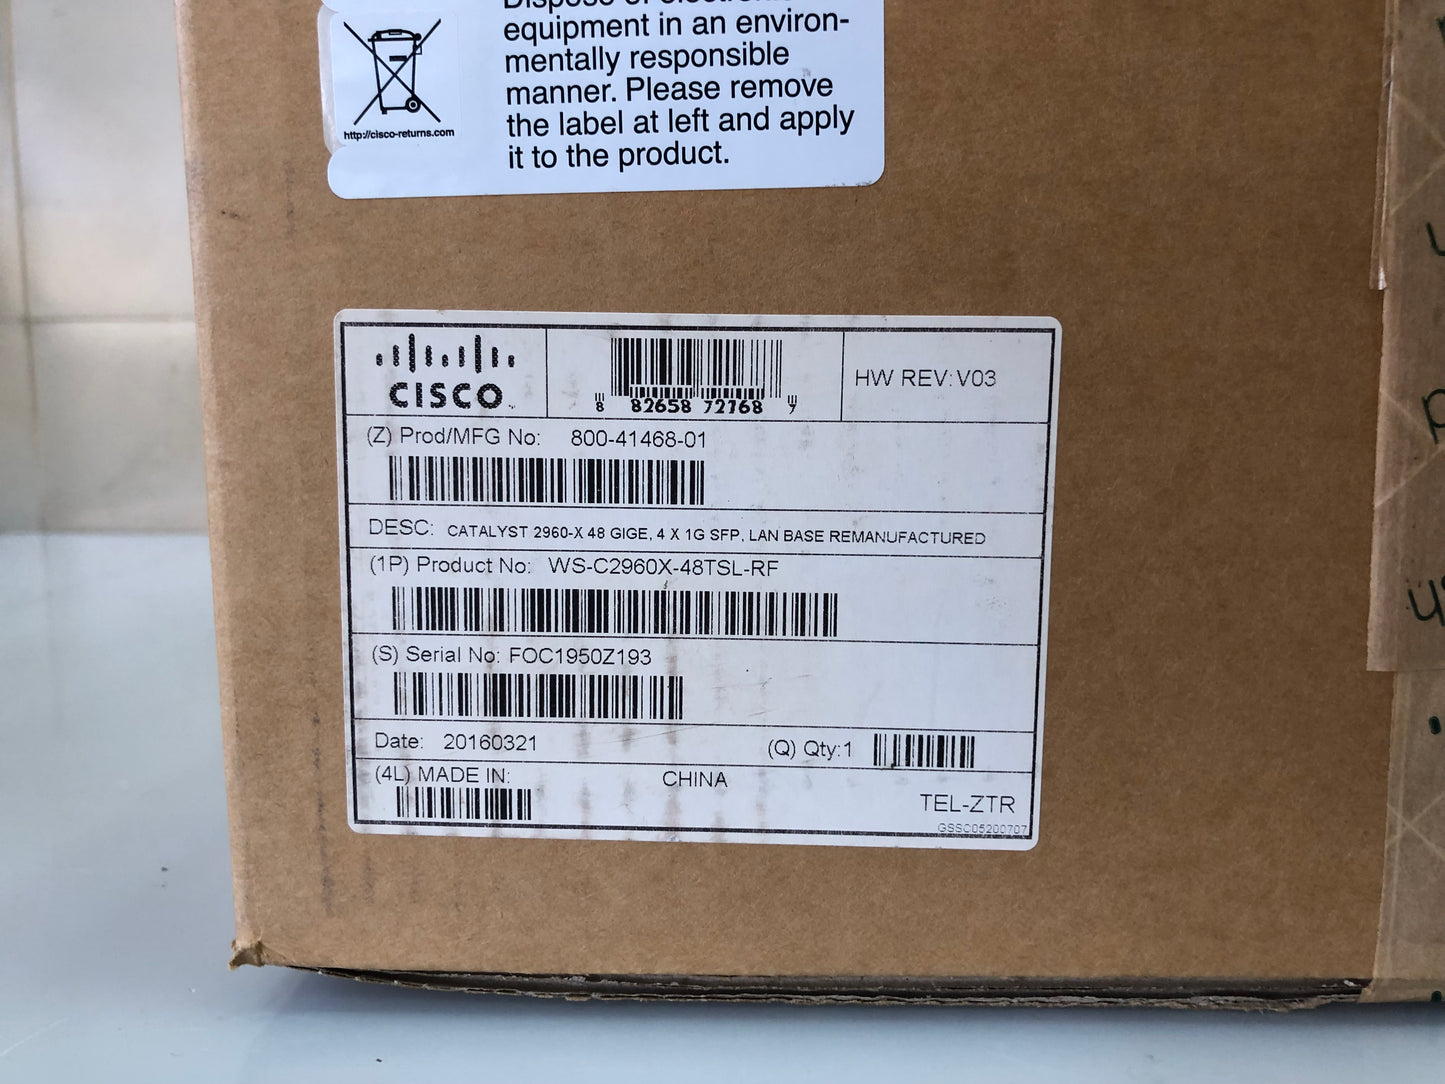 equipment in an environ-
mentally responsible
manner. Please remove
the label at left and apply
it to the product.
http://cisco-returns.com
CISCO
8 82658 72168 7
HW REV:V03
(Z) Prod/MFG No: 800-41468-01
DESC: CATALYST 2960-X 48 GIGE, 4 X 1G SFP, LAN BASE REMANUFACTURED
(1P) Product No: WS-C2960X-48TSL-RF
(S) Serial No: FOC1950Z193
Date: 20160321
(Q) Qty:1
(4L) MADE IN: CHINA
TEL-ZTR
GSSC05200707